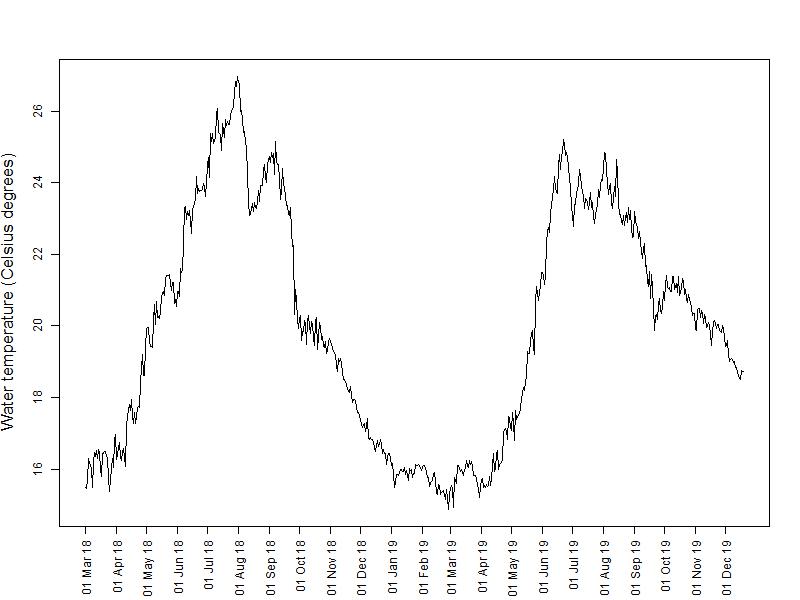 Water temperature (Celsius degrees)
26
24
22
20
18
16
01 Mar 18
01 Apr 18
01 May 18
01 Jun 18
01 Jul 18
01 Aug 18
01 Sep 18
01 Oct 18
01 Nov 18
01 Dec 18
01 Jan 19
01 Feb 19
01 Mar 19
01 Apr 19
01 May 19
01 Jun 19
01 Jul 19
01 Aug 19
01 Sep 19
01 Oct 19
01 Nov 19
01 Dec 19